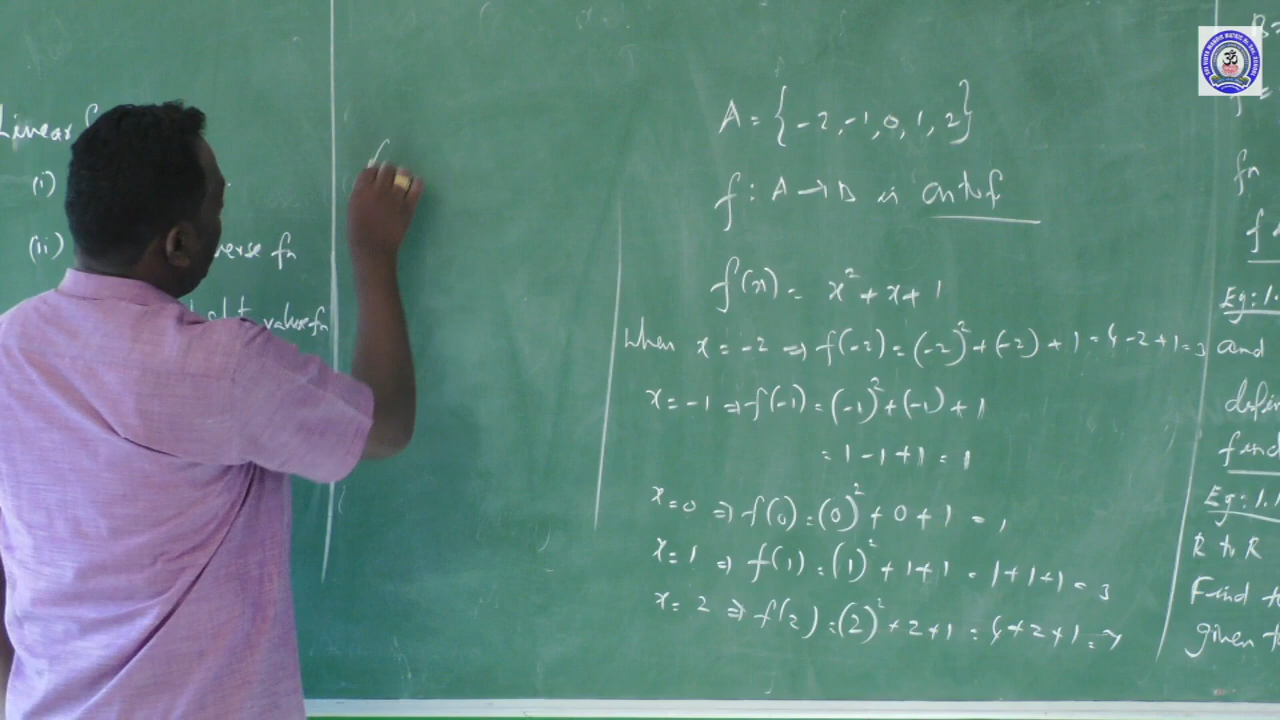 Linear f
(i)
(ii) verse fn
value fn
f
A = {-2, -1, 0, 1, 2}
f : A → B is onto f
f(x) = x² + x + 1
When x = -2 ⇒ f(-2) = (-2)² + (-2) + 1 = 4 - 2 + 1 = 3
x = -1 ⇒ f(-1) = (-1)² + (-1) + 1
= 1 - 1 + 1 = 1
x = 0 ⇒ f(0) = (0)² + 0 + 1 = 1
x = 1 ⇒ f(1) = (1)² + 1 + 1 = 1 + 1 + 1 = 3
x = 2 ⇒ f(2) = (2)² + 2 + 1 = 4 + 2 + 1 = 7
B =
f =
fn
Eg: 1.
and
defin
find
Eg: 1.1
R to R
Find t
given t